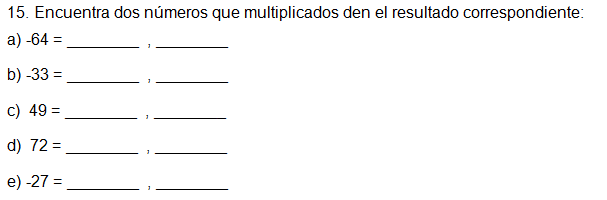 15. Encuentra dos números que multiplicados den el resultado correspondiente:
a) -64 = ________ , ________
b) -33 = ________ , ________
c) 49 = ________ , ________
d) 72 = ________ , ________
e) -27 = ________ , ________